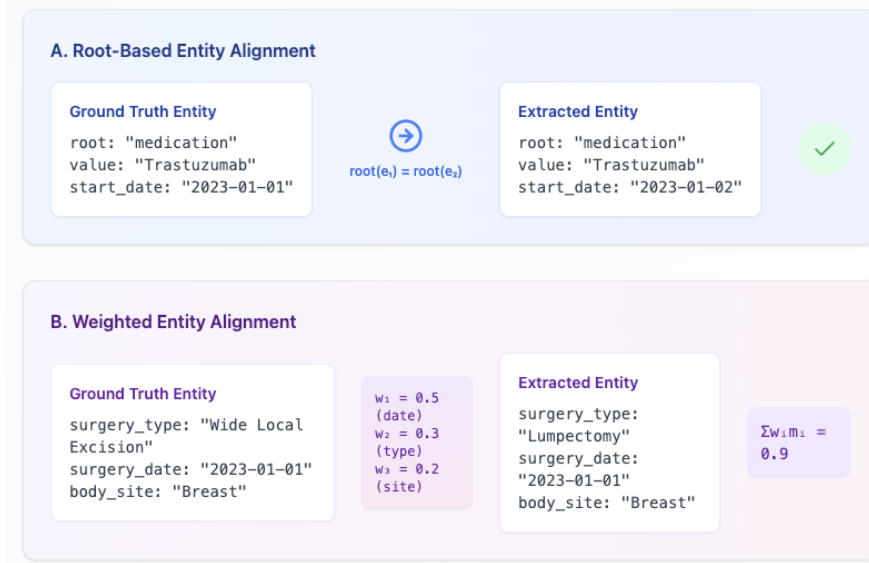 A. Root-Based Entity Alignment
Ground Truth Entity
root: "medication"
value: "Trastuzumab"
start_date: "2023-01-01"
root(e₁) = root(e₂)
Extracted Entity
root: "medication"
value: "Trastuzumab"
start_date: "2023-01-02"
B. Weighted Entity Alignment
Ground Truth Entity
surgery_type: "Wide Local
Excision"
surgery_date: "2023-01-01"
body_site: "Breast"
w₁ = 0.5
(date)
w₂ = 0.3
(type)
w₃ = 0.2
(site)
Extracted Entity
surgery_type:
"Lumpectomy"
surgery_date:
"2023-01-01"
body_site: "Breast"
Σwᵢmᵢ =
0.9